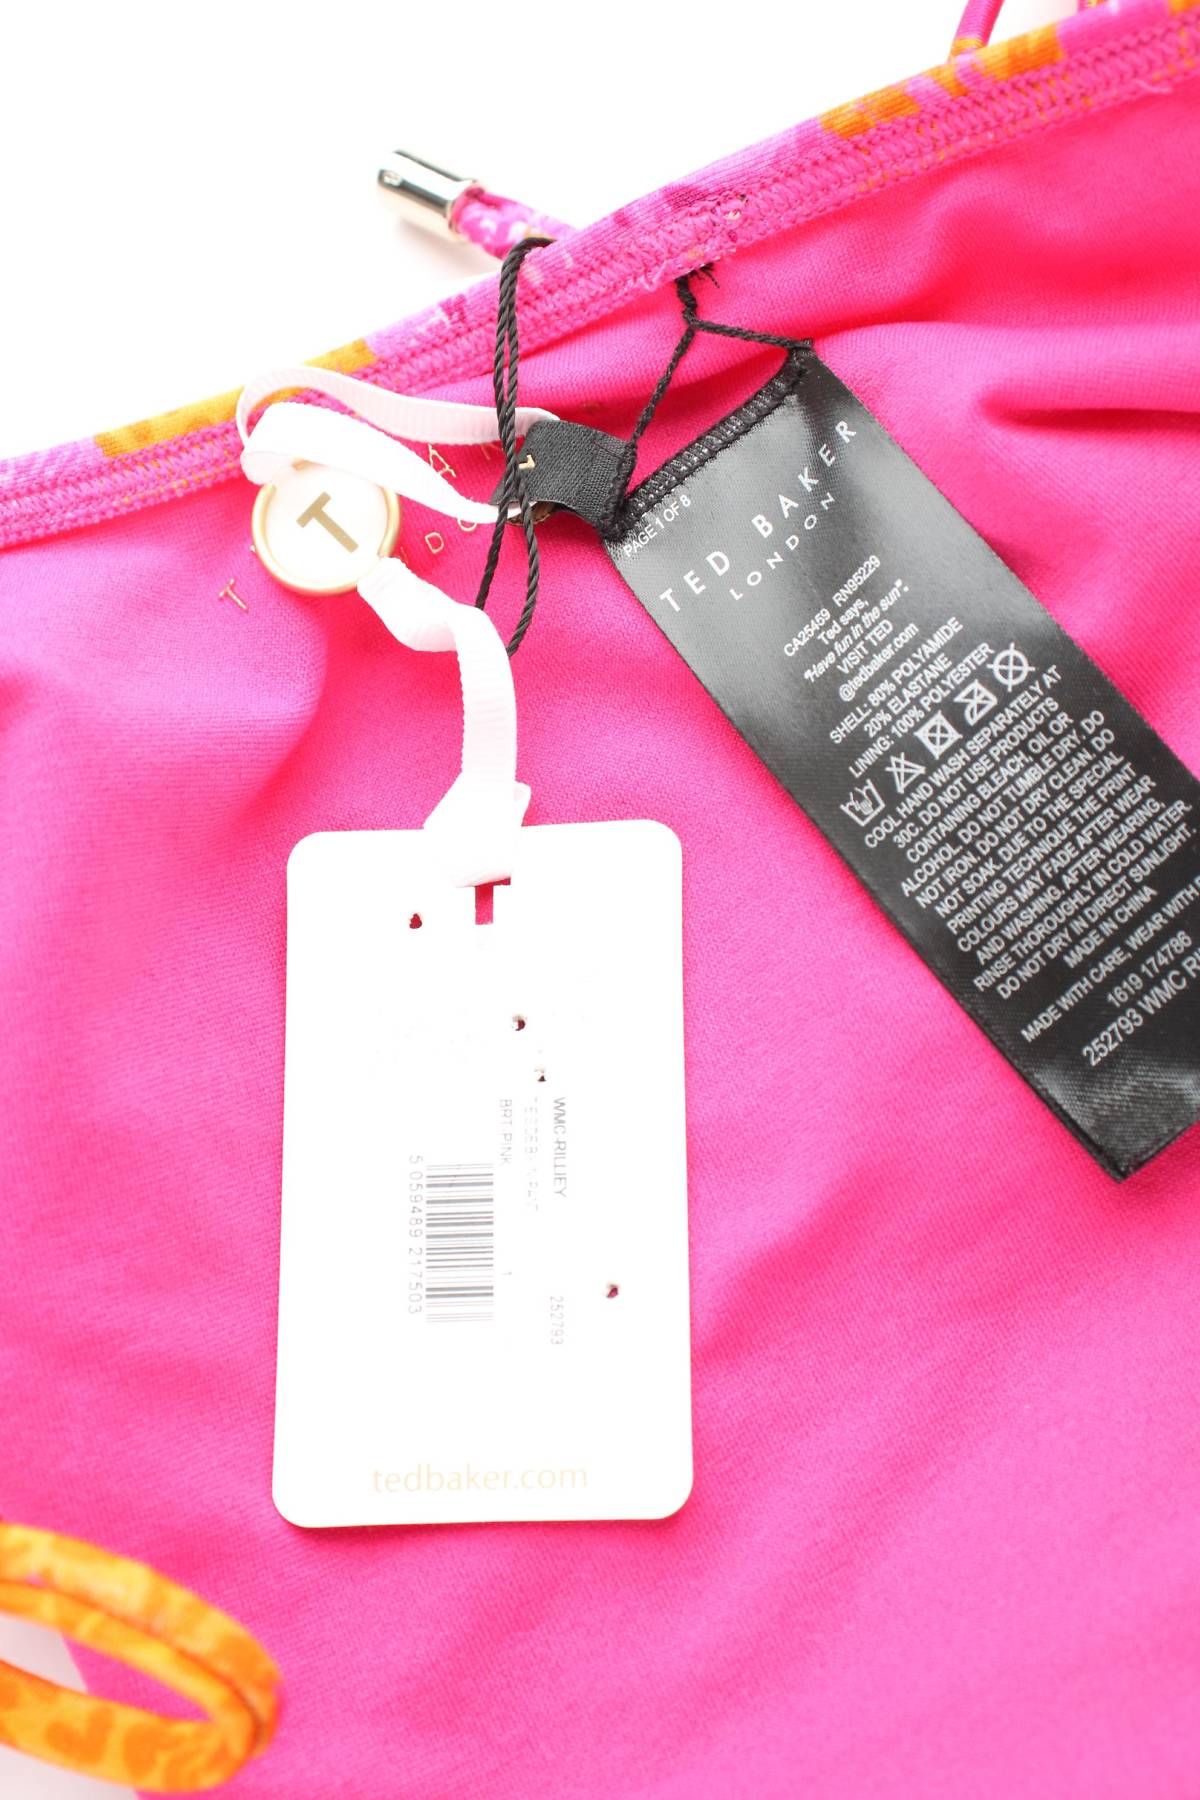 T
PAGE 1 OF 8
TED BAKER
LONDON
CA25459 RN95229
Ted says,
"Have fun in the sun".
VISIT TED
@tedbaker.com
SHELL: 80% POLYAMIDE
20% ELASTANE
LINING: 100% POLYESTER
COOL HAND WASH SEPARATELY AT
30C. DO NOT USE PRODUCTS
CONTAINING BLEACH, OIL OR
ALCOHOL. DO NOT TUMBLE DRY. DO
NOT IRON. DO NOT DRY CLEAN. DO
NOT SOAK. DUE TO THE SPECIAL
PRINTING TECHNIQUE THE PRINT
COLOURS MAY FADE AFTER WEAR
AND WASHING. AFTER WEARING,
RINSE THOROUGHLY IN COLD WATER.
DO NOT DRY IN DIRECT SUNLIGHT.
MADE IN CHINA
MADE WITH CARE, WEAR WITH
1619 174786
252793 WMC
WMC-RILLIEY 252793
BRT-PINK 1
5 059489 217503
tedbaker.com